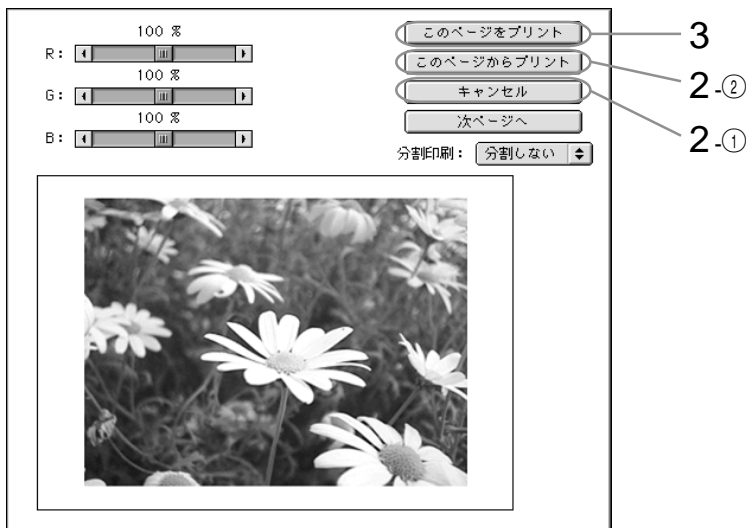 100 %
R:
100 %
G:
100 %
B:
このページをプリント
3
このページからプリント
2-②
キャンセル
2-①
次ページへ
分割印刷： 分割しない